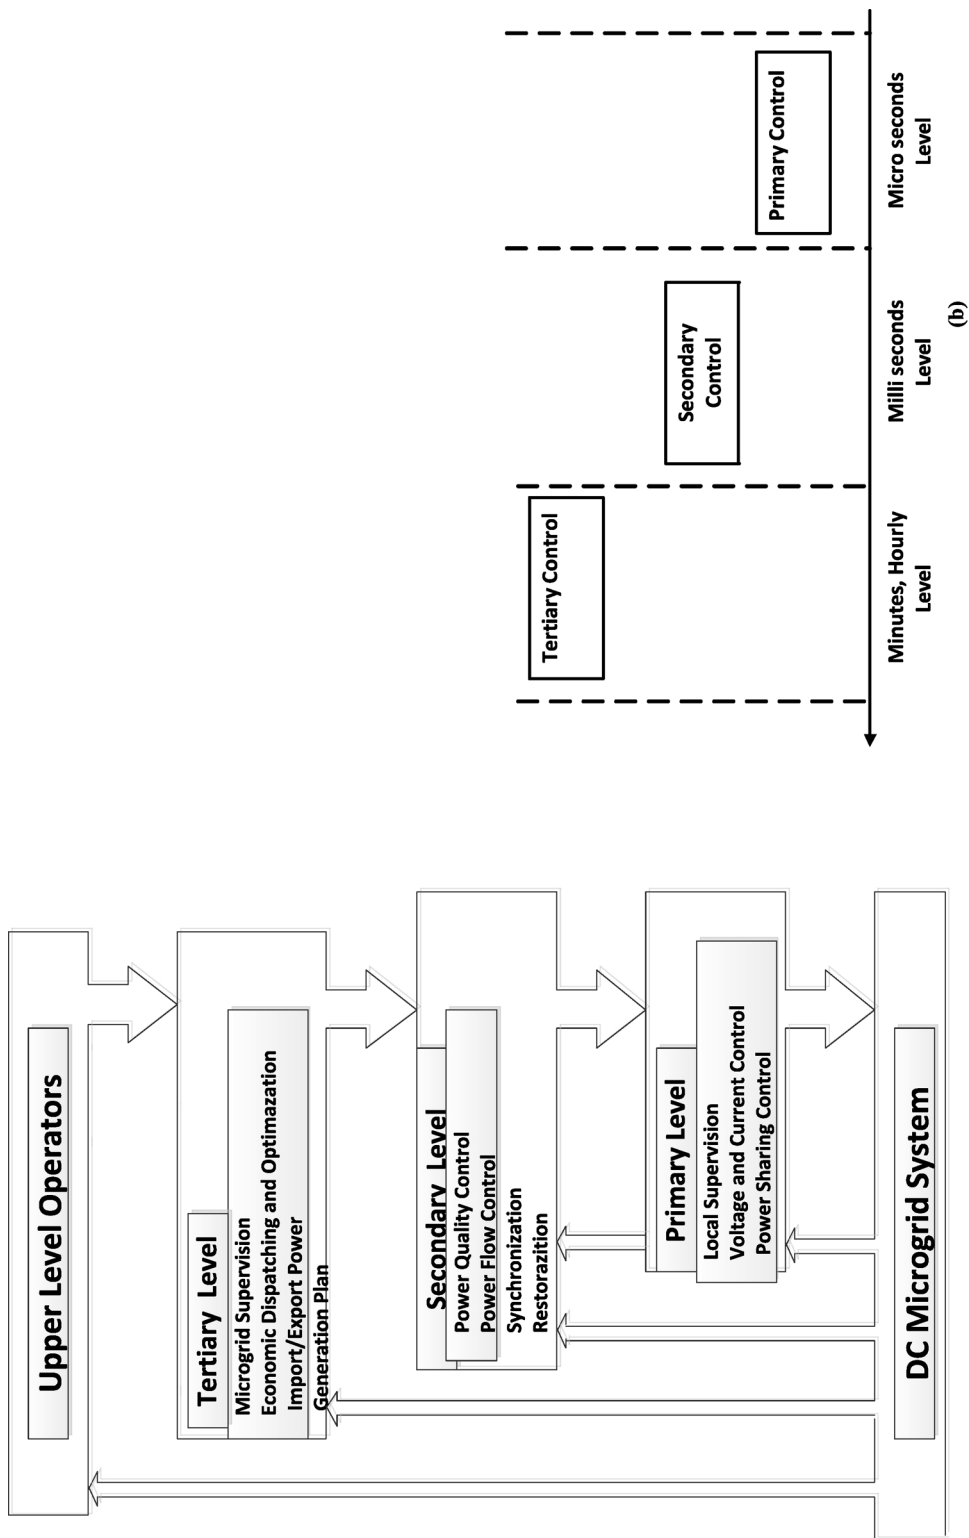 Upper Level Operators
Tertiary Level
Microgrid Supervision
Economic Dispatching and Optimazation
Import/Export Power
Generation Plan
Secondary Level
Power Quality Control
Power Flow Control
Synchronization
Restorazition
Primary Level
Local Supervision
Voltage and Current Control
Power Sharing Control
DC Microgrid System
Tertiary Control
Secondary
Control
Primary Control
Minutes, Hourly
Level
Milli seconds
Level
Micro seconds
Level
(b)